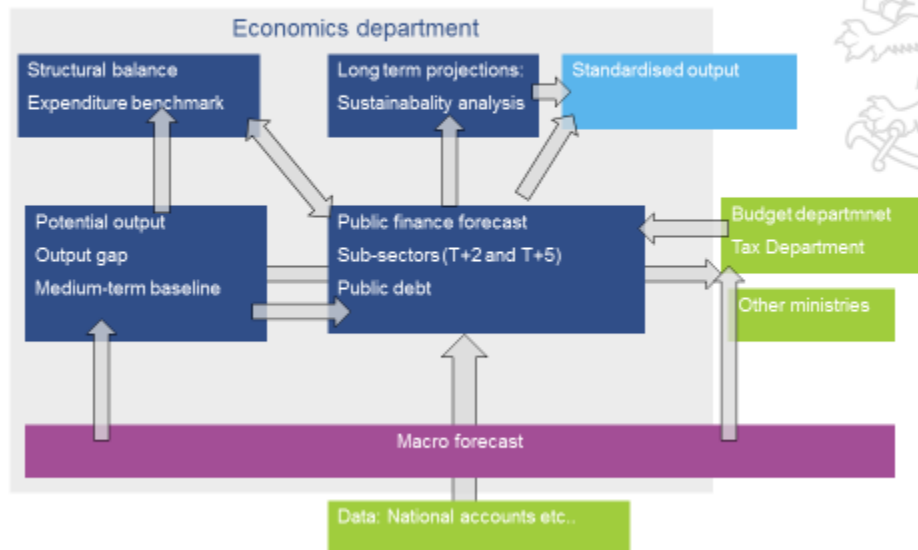 Economics department
Structural balance
Expenditure benchmark
Long term projections:
Sustainabality analysis
Standardised output
Potential output
Output gap
Medium-term baseline
Public finance forecast
Sub-sectors (T+2 and T+5)
Public debt
Budget departmnet
Tax Department
Other ministries
Macro forecast
Data: National accounts etc..